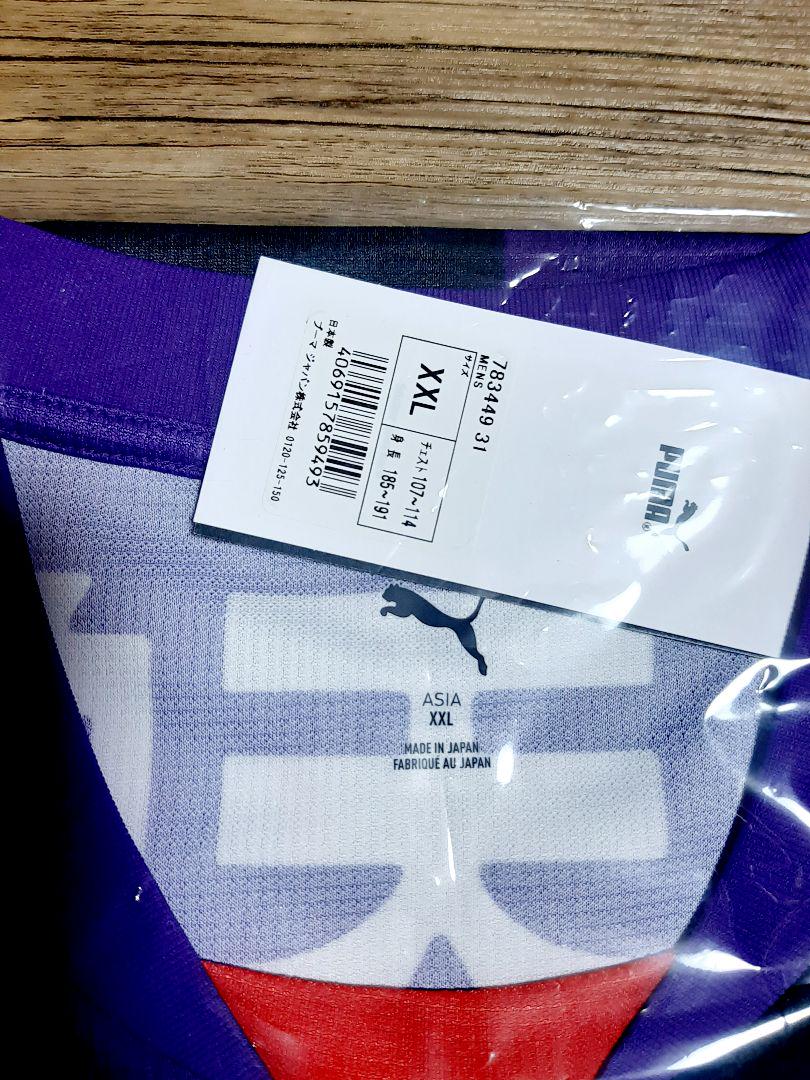 783449 31
MENS
サイズ
XXL
チェスト 107~114
身長 185~191
4069157859493
日本製
プーマ ジャパン株式会社 0120-125-150
PUMA®
ASIA
XXL
MADE IN JAPAN
FABRIQUÉ AU JAPAN